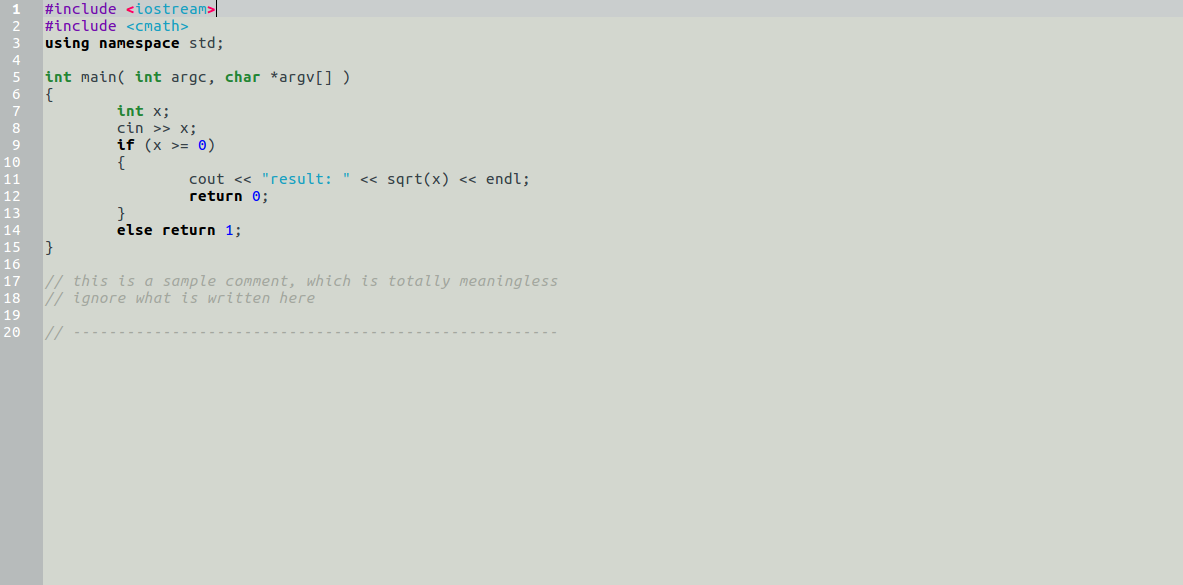 1 #include <iostream>
2 #include <cmath>
3 using namespace std;
4
5 int main( int argc, char *argv[] )
6 {
7         int x;
8         cin >> x;
9         if (x >= 0)
10         {
11                 cout << "result: " << sqrt(x) << endl;
12                 return 0;
13         }
14         else return 1;
15 }
16
17 // this is a sample comment, which is totally meaningless
18 // ignore what is written here
19
20 // ------------------------------------------------------